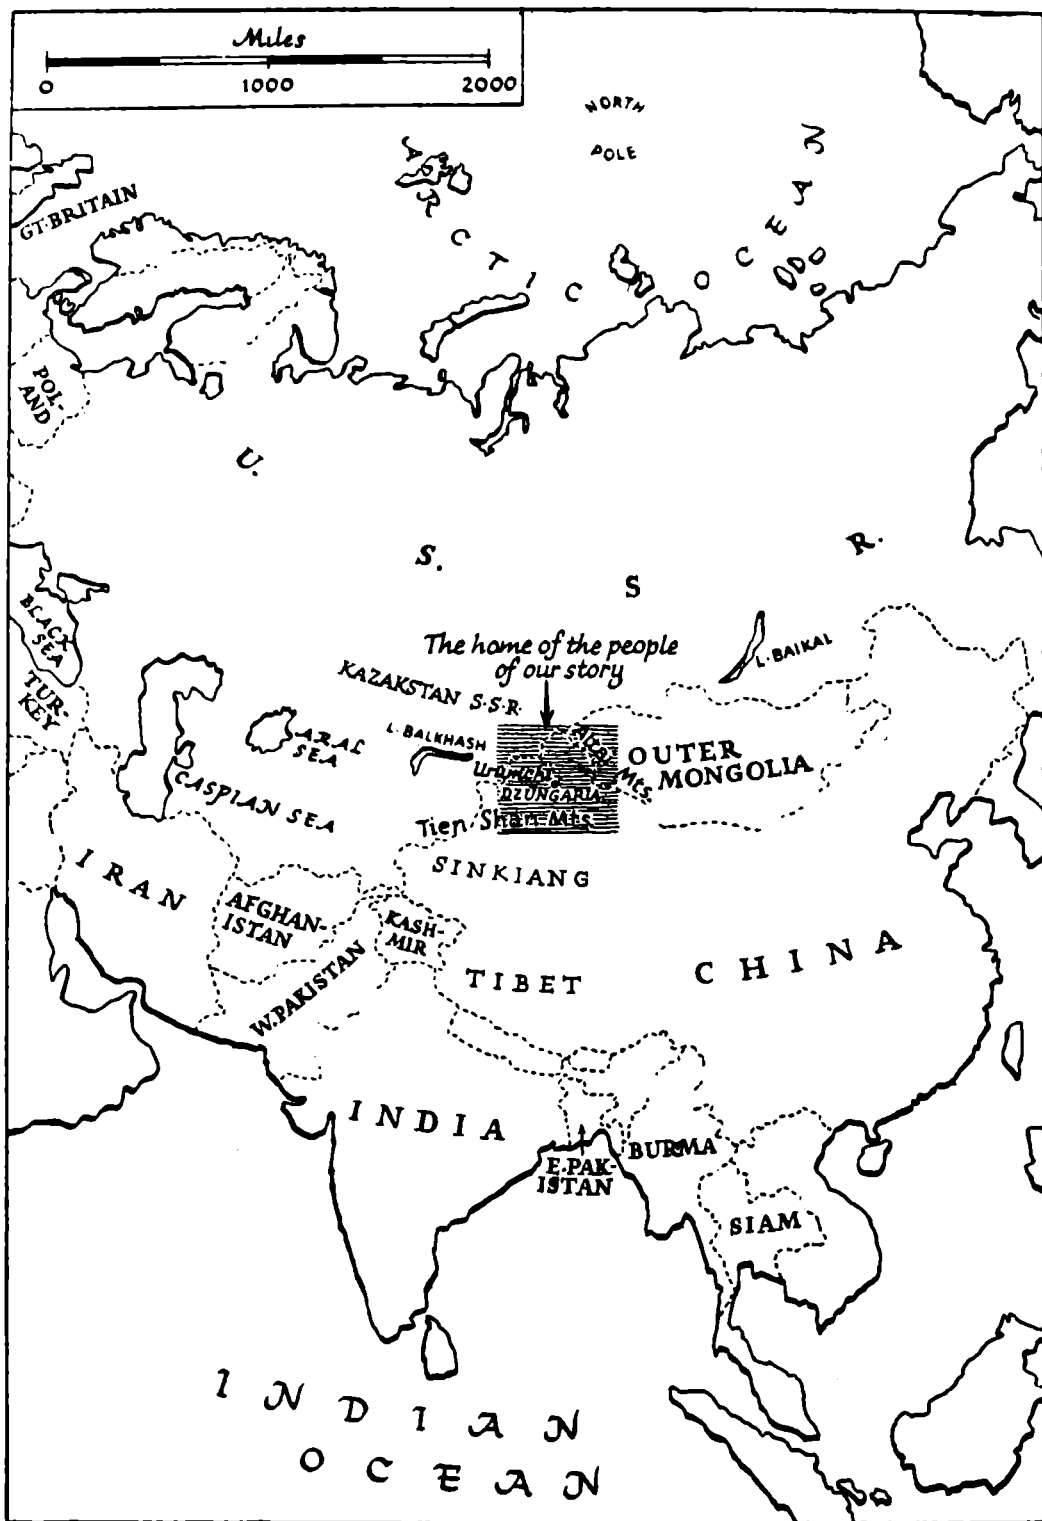 Miles
0 1000 2000
NORTH
POLE
ARCTIC OCEAN
GT. BRITAIN
POL-
AND
U. S. S R.
BLACK
SEA
TUR-
KEY
The home of the people
of our story
L. BAIKAL
KAZAKSTAN S.S.R.
ARAL
SEA
L. BALKHASH
CASPIAN SEA
Urumchi
Altai Mts
DZUNGARIA
OUTER
MONGOLIA
Tien Shan Mts
SINKIANG
IRAN
AFGHAN-
ISTAN
KASH-
MIR
W. PAKISTAN
TIBET
CHINA
INDIA
E. PAK-
ISTAN
BURMA
SIAM
INDIAN
OCEAN